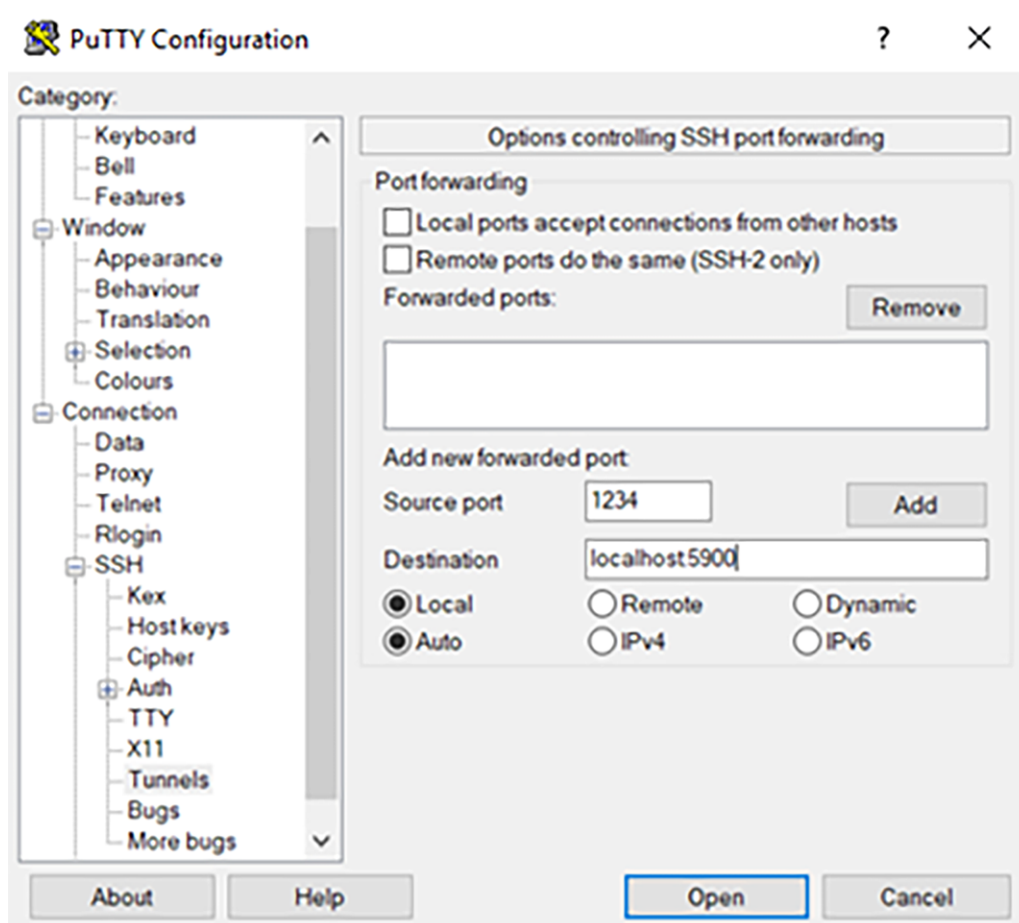 PuTTY Configuration
?
Category:
Keyboard
Bell
Features
Window
Appearance
Behaviour
Translation
Selection
Colours
Connection
Data
Proxy
Telnet
Rlogin
SSH
Kex
Host keys
Cipher
Auth
TTY
X11
Tunnels
Bugs
More bugs
Options controlling SSH port forwarding
Port forwarding
Local ports accept connections from other hosts
Remote ports do the same (SSH-2 only)
Forwarded ports:
Remove
Add new forwarded port:
Source port
1234
Add
Destination
localhost:5900
Local
Remote
Dynamic
Auto
IPv4
IPv6
About
Help
Open
Cancel